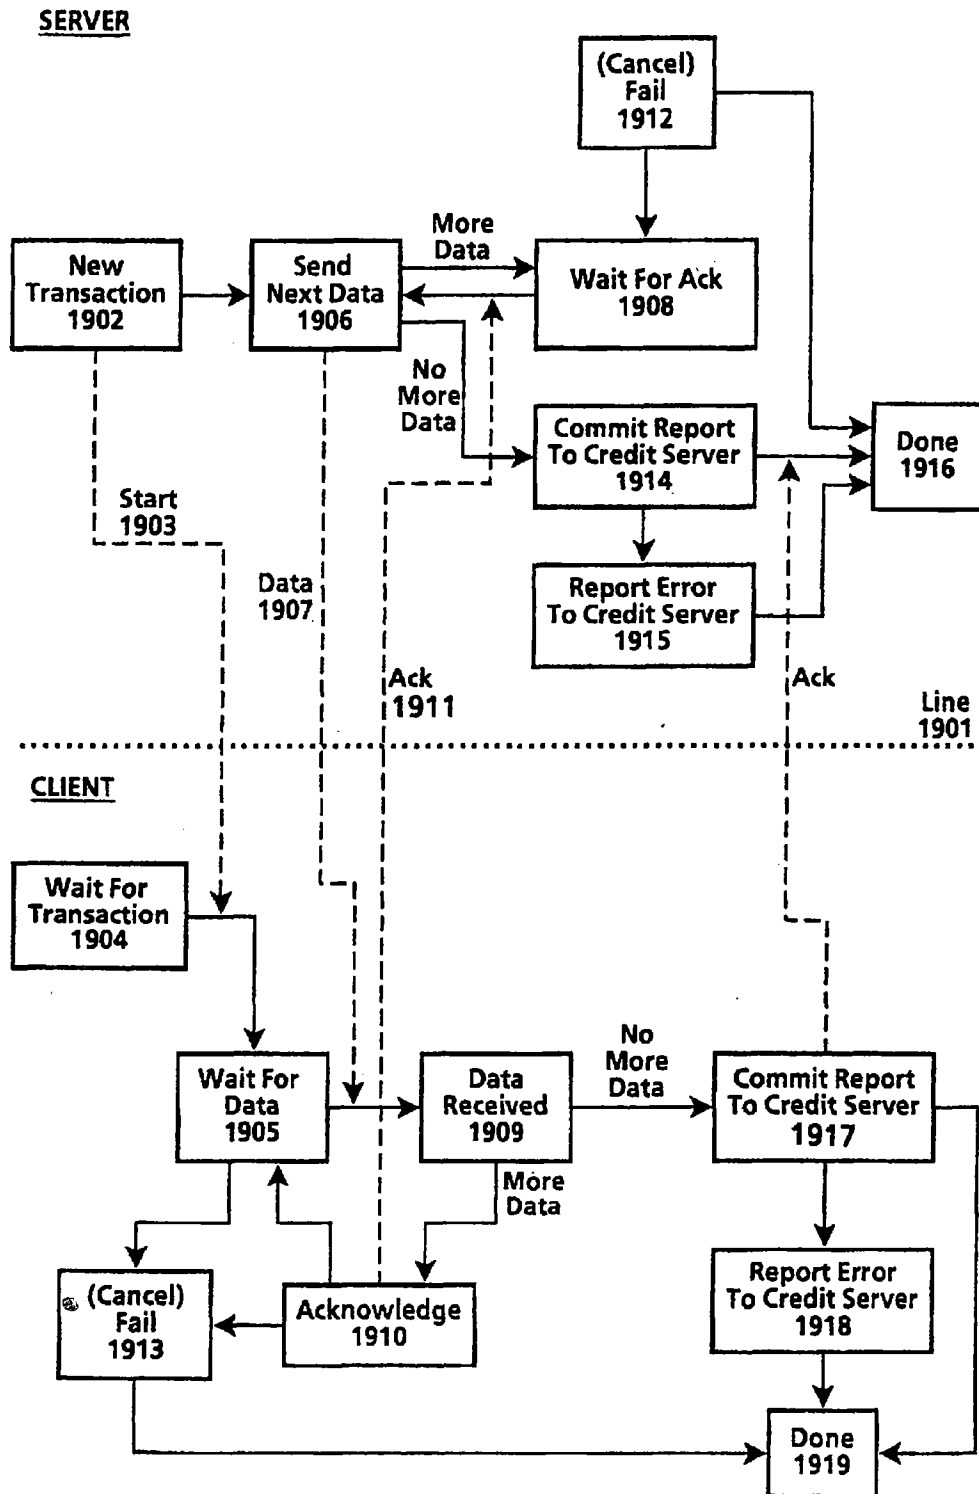 SERVER
(Cancel)
Fail
1912
More
Data
New
Transaction
1902
Send
Next Data
1906
Wait For Ack
1908
No
More
Data
Commit Report
To Credit Server
1914
Done
1916
Start
1903
Data
1907
Report Error
To Credit Server
1915
Ack
1911
Ack
Line
1901
CLIENT
Wait For
Transaction
1904
No
More
Data
Wait For
Data
1905
Data
Received
1909
Commit Report
To Credit Server
1917
More
Data
(Cancel)
Fail
1913
Acknowledge
1910
Report Error
To Credit Server
1918
Done
1919